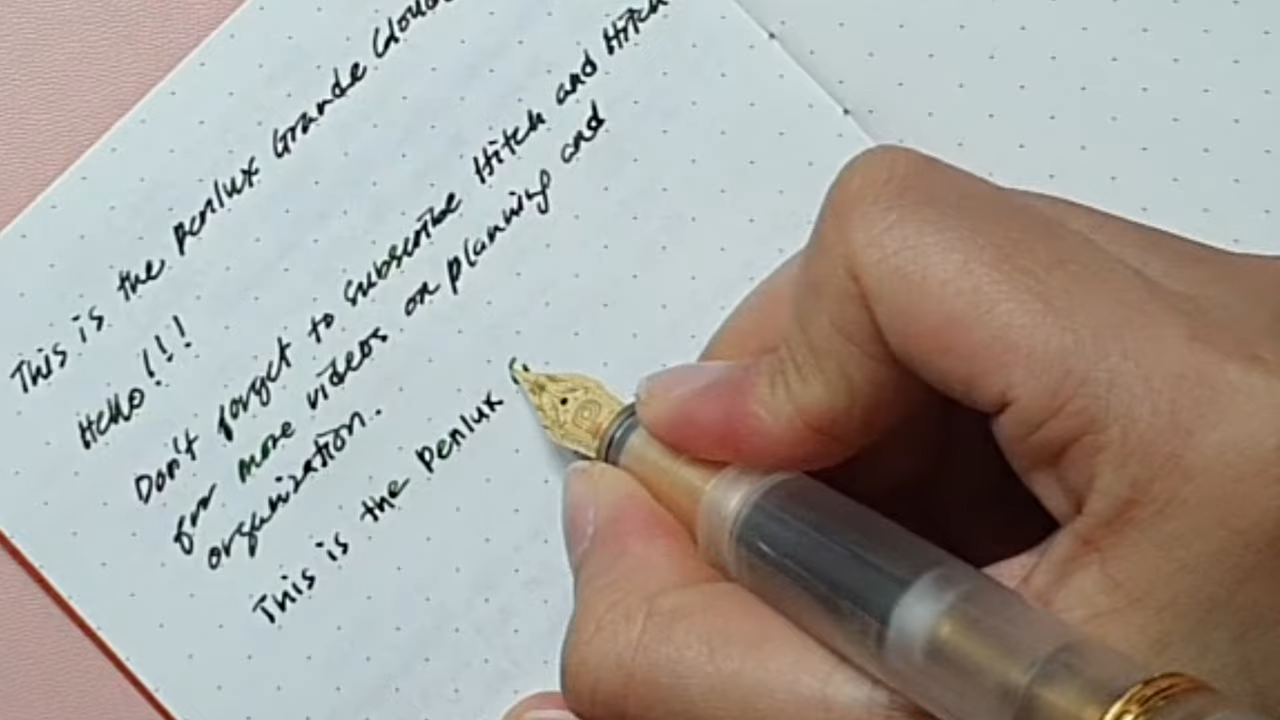 This is the Penlux Grande Cloud
Hello!!!
Don't forget to subscribe Hitch and Hitch
for more videos on planning and
organization.
This is the Penlux